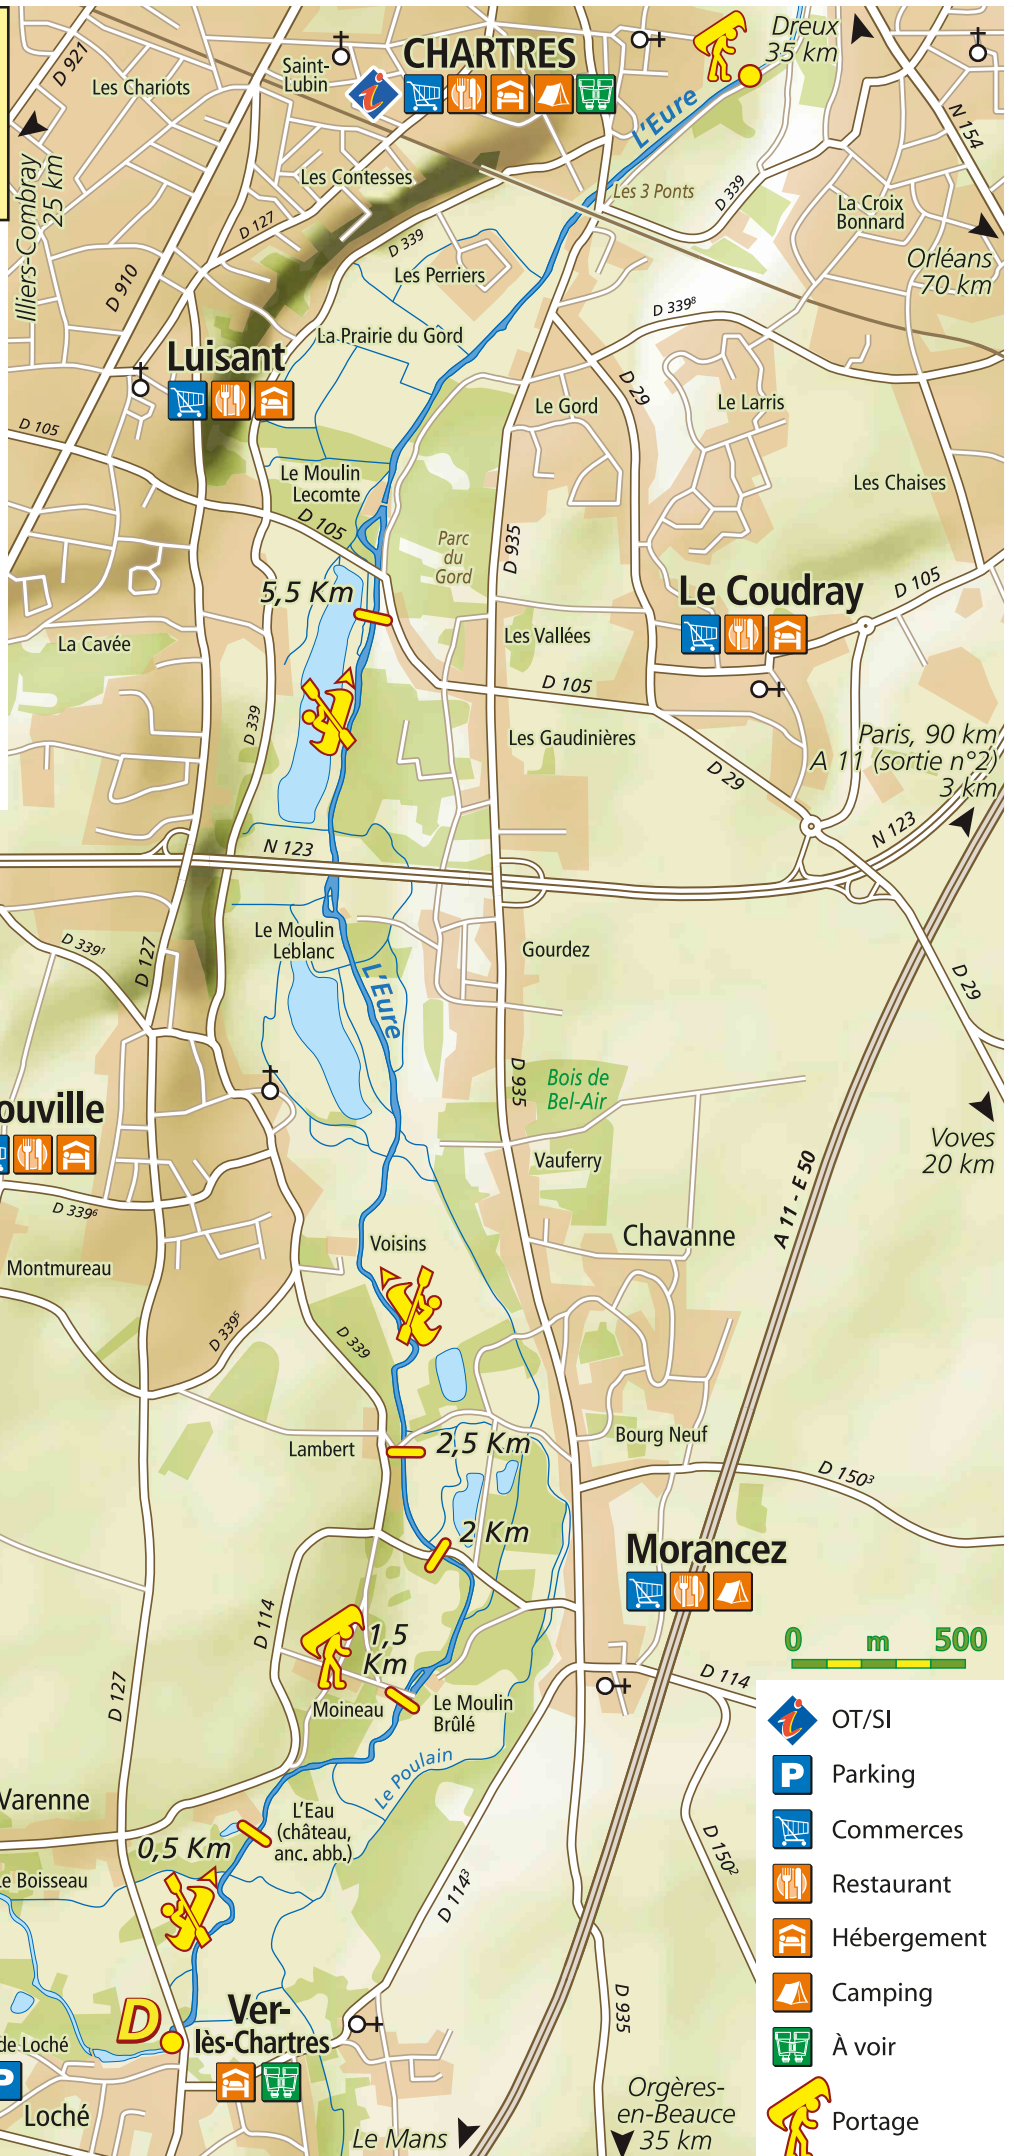 Dreux
35 km
D 921
CHARTRES
Saint-
Lubin
Les Chariots
L'Eure
N 154
Illiers-Combray
25 km
Les Contesses
Les 3 Ponts
D 339
La Croix
Bonnard
D 127
D 339
Orléans
70 km
Les Perriers
D 910
D 339⁸
La Prairie du Gord
Luisant
D 29
Le Gord
Le Larris
D 105
Le Moulin
Lecomte
Les Chaises
D 105
Parc
du
Gord
D 935
5,5 Km
Le Coudray
D 105
La Cavée
Les Vallées
D 105
D 339
Les Gaudinières
Paris, 90 km
A 11 (sortie n°2)
3 km
D 29
N 123
N 123
Le Moulin
Leblanc
D 339¹
D 127
Gourdez
L'Eure
D 29
D 935
Bois de
Bel-Air
ouville
Voves
20 km
Vauferry
A 11 - E 50
D 339⁶
Chavanne
Voisins
Montmureau
D 339⁵
D 339
Lambert
2,5 Km
Bourg Neuf
D 150³
2 Km
Morancez
D 114
1,5
Km
0 m 500
D 127
Moineau
Le Moulin
Brûlé
D 114
OT/SI
Le Poulain
Parking
Varenne
L'Eau
(château,
anc. abb.)
0,5 Km
Commerces
D 150²
Le Boisseau
D 114³
Restaurant
Hébergement
Camping
D
Ver-
lès-Chartres
D 935
de Loché
À voir
P
Loché
Orgères-
en-Beauce
35 km
Le Mans
Portage